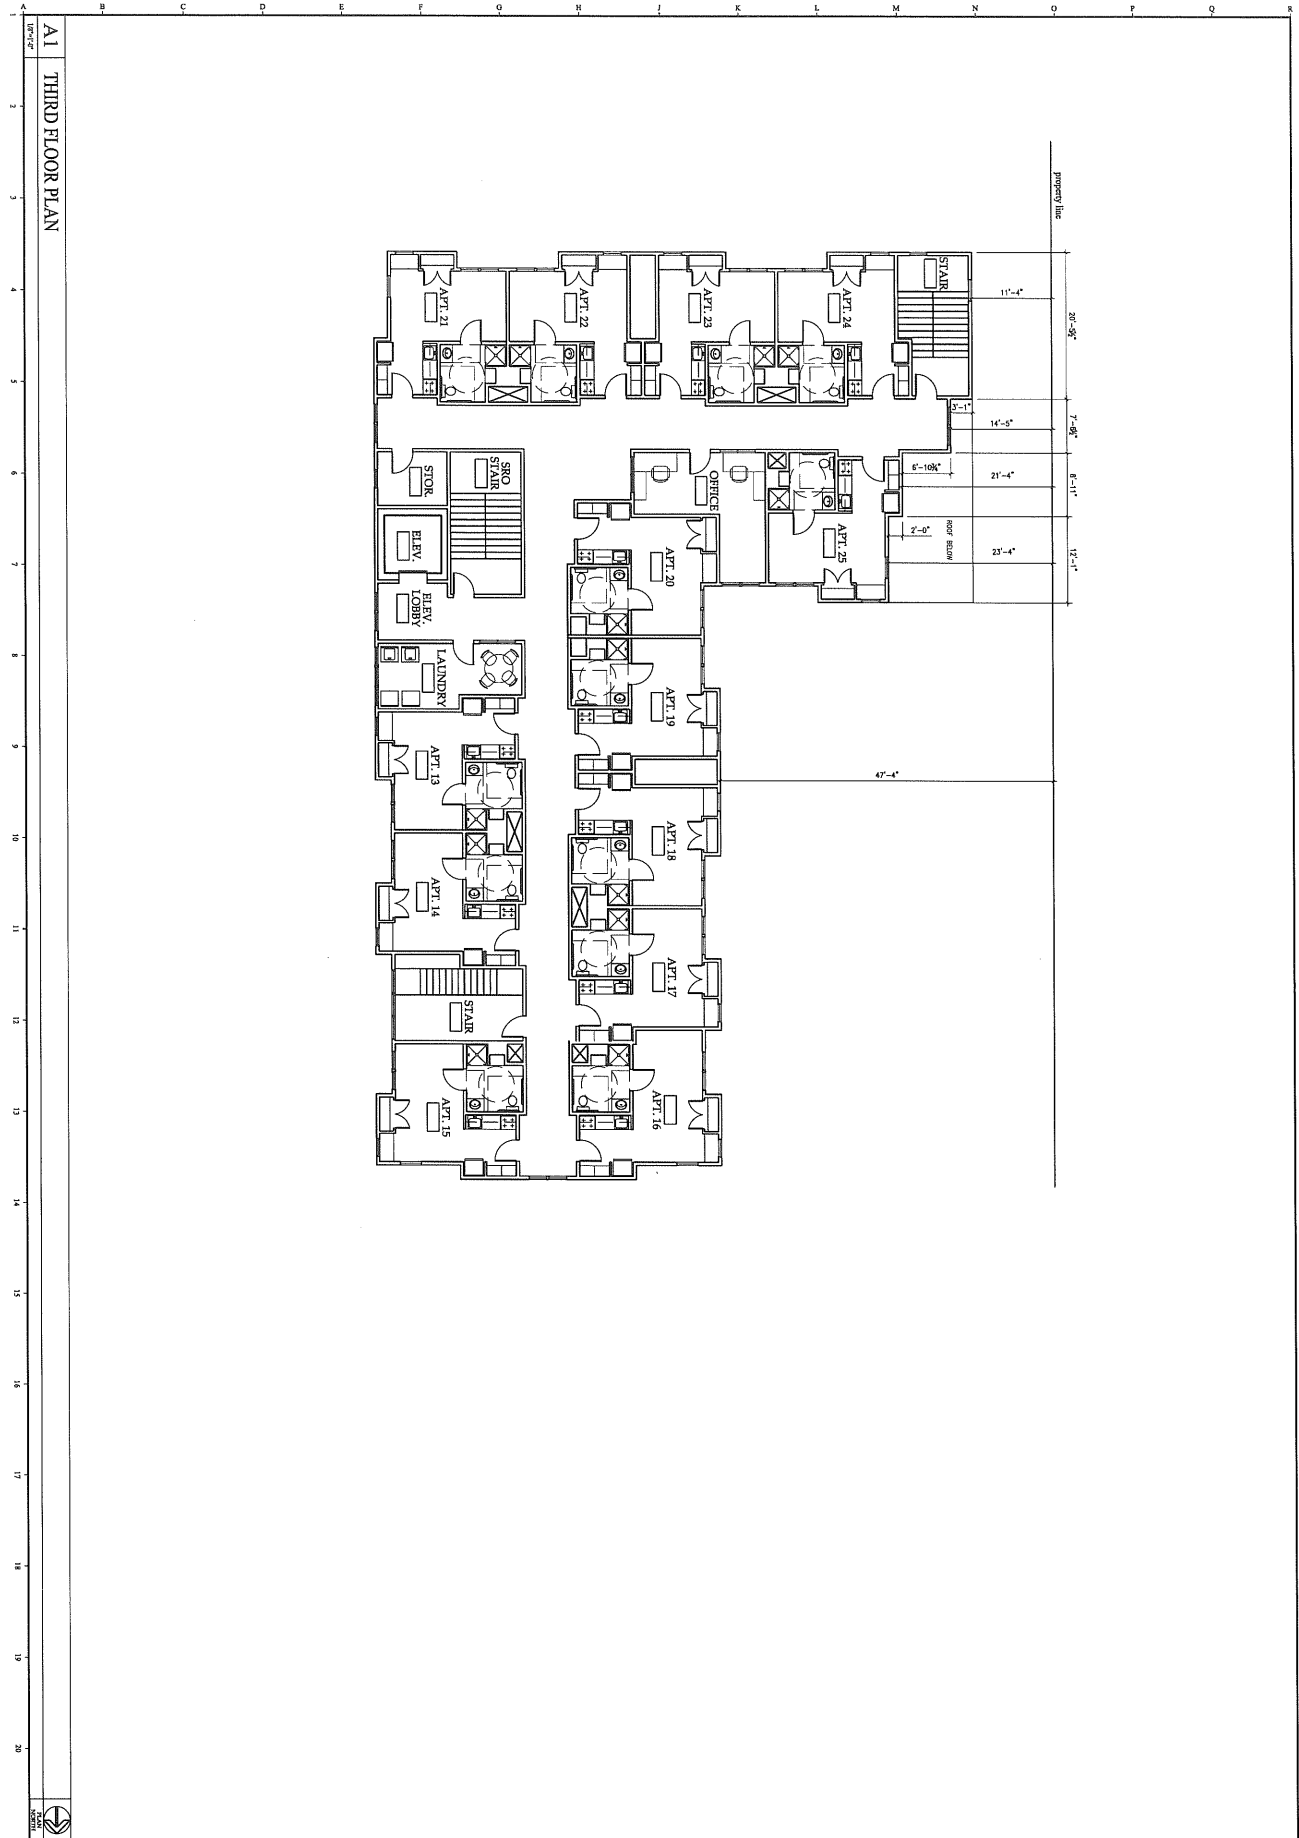 A
B
C
D
E
F
G
H
J
K
L
M
N
O
P
Q
R
1
2
3
4
5
6
7
8
9
10
11
12
13
14
15
16
17
18
19
20
A1
THIRD FLOOR PLAN
1/8"=1'-0"
PLAN
NORTH
property line
STAIR
11'-4"
20'-5½"
APT. 24
APT. 23
APT. 22
APT. 21
3'-1"
14'-5"
7'-6½"
6'-10¾"
21'-4"
8'-11"
2'-0"
ROOF BELOW
23'-4"
12'-1"
APT. 25
OFFICE
SRO
STAIR
STOR.
ELEV.
ELEV.
LOBBY
LAUNDRY
APT. 20
APT. 19
47'-4"
APT. 18
APT. 17
APT. 16
APT. 13
APT. 14
STAIR
APT. 15